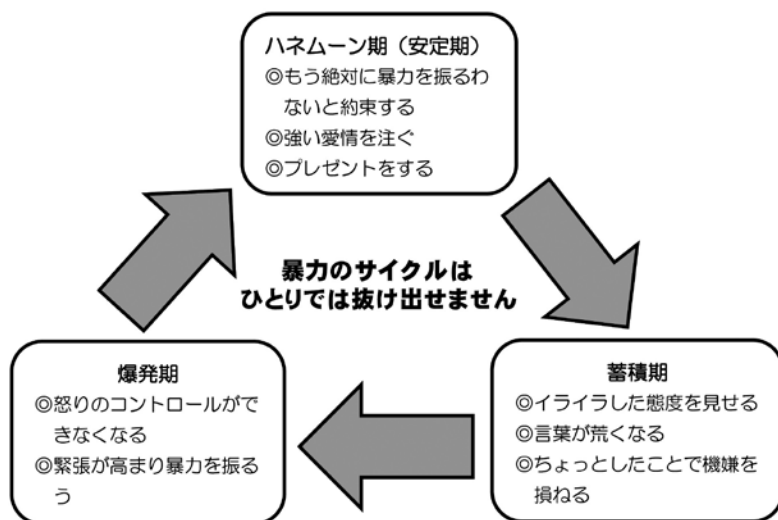 ハネムーン期（安定期）
◎もう絶対に暴力を振るわ
ないと約束する
◎強い愛情を注ぐ
◎プレゼントをする
暴力のサイクルは
ひとりでは抜け出せません
爆発期
◎怒りのコントロールがで
きなくなる
◎緊張が高まり暴力を振る
う
蓄積期
◎イライラした態度を見せる
◎言葉が荒くなる
◎ちょっとしたことで機嫌を
損ねる